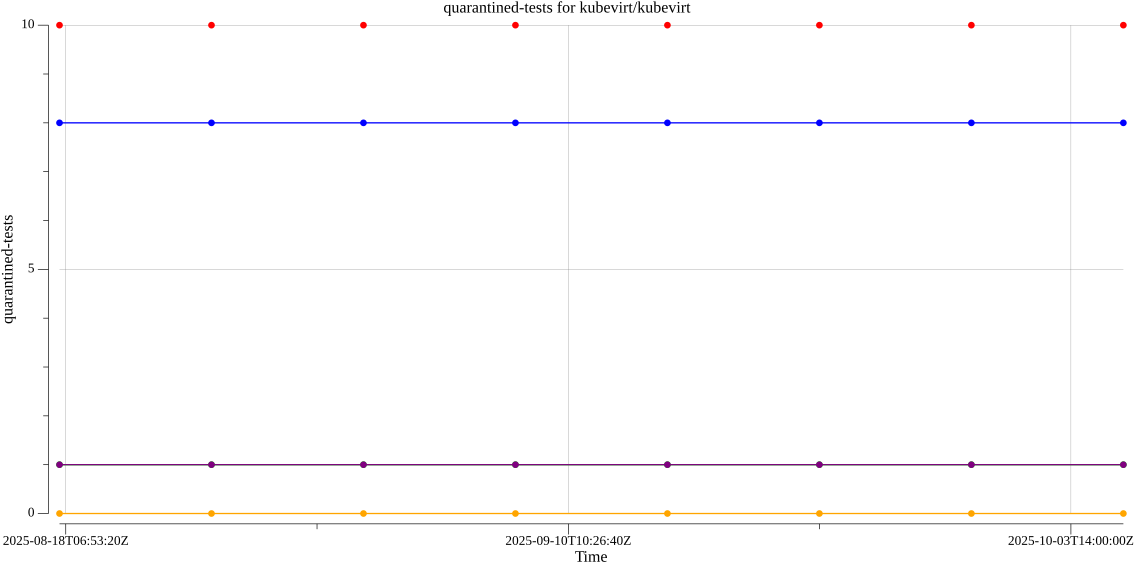 quarantined-tests for kubevirt/kubevirt
10
5
0
quarantined-tests
2025-08-18T06:53:20Z
2025-09-10T10:26:40Z
2025-10-03T14:00:00Z
Time